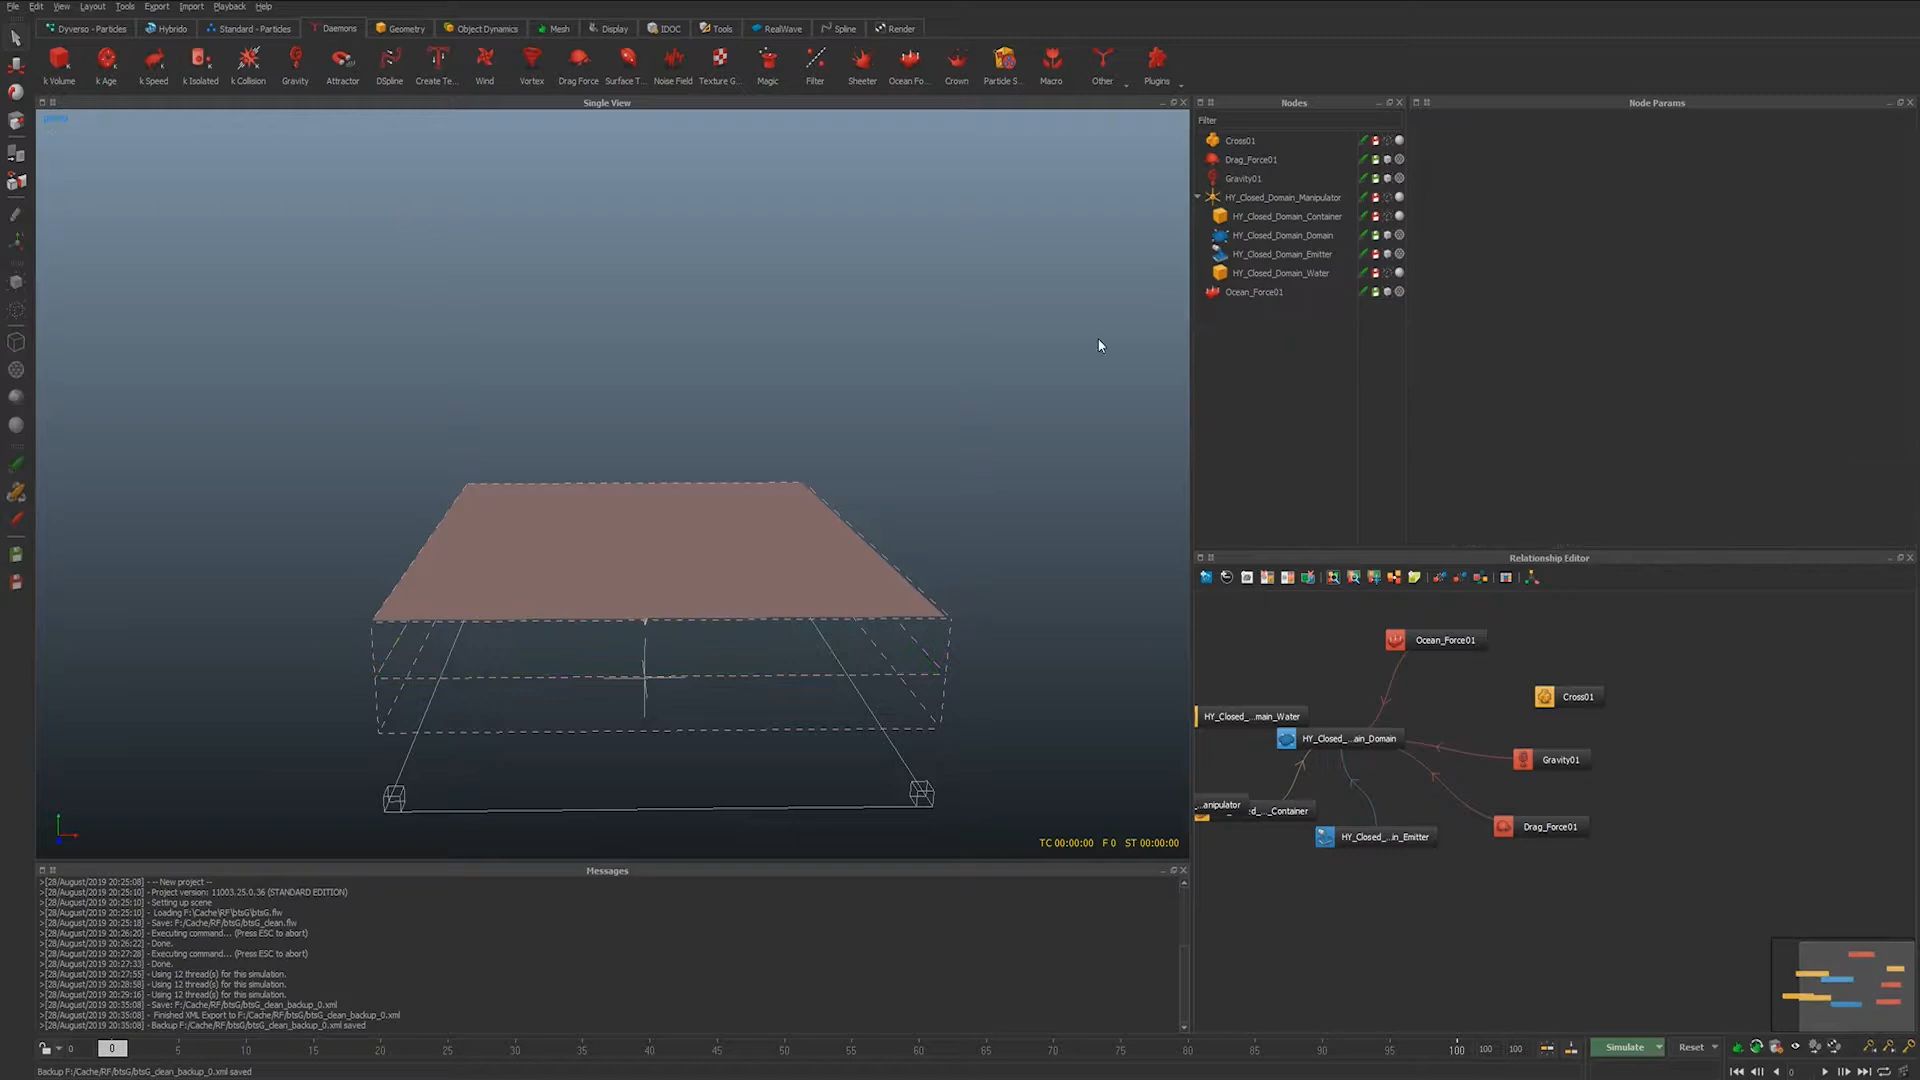 File Edit View Layout Tools Export Import Playback Help
Dyverso - Particles Hybrido Standard - Particles Daemons Geometry Object Dynamics Mesh Display IDOC Tools RealWave Spline Render
k Volume k Age k Speed k Isolated k Collision Gravity Attractor DSpline Create Te... Wind Vortex Drag Force Surface T... Noise Field Texture G... Magic Filter Sheeter Ocean Fo... Crown Particle S... Macro Other Plugins
Single View
Nodes
Node Params
Filter
Cross01
Drag_Force01
Gravity01
HY_Closed_Domain_Manipulator
HY_Closed_Domain_Container
HY_Closed_Domain_Domain
HY_Closed_Domain_Emitter
HY_Closed_Domain_Water
Ocean_Force01
Relationship Editor
Ocean_Force01
Cross01
HY_Closed_...main_Water
HY_Closed_...ain_Domain
Gravity01
...anipulator
..._Container
Drag_Force01
HY_Closed_...in_Emitter
TC 00:00:00 F 0 ST 00:00:00
Messages
>[28/August/2019 20:25:08] - -- New project --
>[28/August/2019 20:25:10] - Project version: 11003.25.0.36 (STANDARD EDITION)
>[28/August/2019 20:25:10] - Setting up scene
>[28/August/2019 20:25:10] - Loading F:\Cache\RF\btsG\btsG.flw
>[28/August/2019 20:25:18] - Save: F:/Cache/RF/btsG/btsG_clean.flw
>[28/August/2019 20:26:20] - Executing command... (Press ESC to abort)
>[28/August/2019 20:26:22] - Done.
>[28/August/2019 20:27:28] - Executing command... (Press ESC to abort)
>[28/August/2019 20:27:33] - Done.
>[28/August/2019 20:27:55] - Using 12 thread(s) for this simulation.
>[28/August/2019 20:28:58] - Using 12 thread(s) for this simulation.
>[28/August/2019 20:29:16] - Using 12 thread(s) for this simulation.
>[28/August/2019 20:35:08] - Save: F:/Cache/RF/btsG/btsG_clean_backup_0.xml
>[28/August/2019 20:35:08] - Finished XML Export to F:/Cache/RF/btsG/btsG_clean_backup_0.xml
>[28/August/2019 20:35:08] - Backup F:/Cache/RF/btsG/btsG_clean_backup_0.xml saved
0 0 5 10 15 20 25 30 35 40 45 50 55 60 65 70 75 80 85 90 95 100 100 100 Simulate Reset
Backup F:/Cache/RF/btsG/btsG_clean_backup_0.xml saved
0